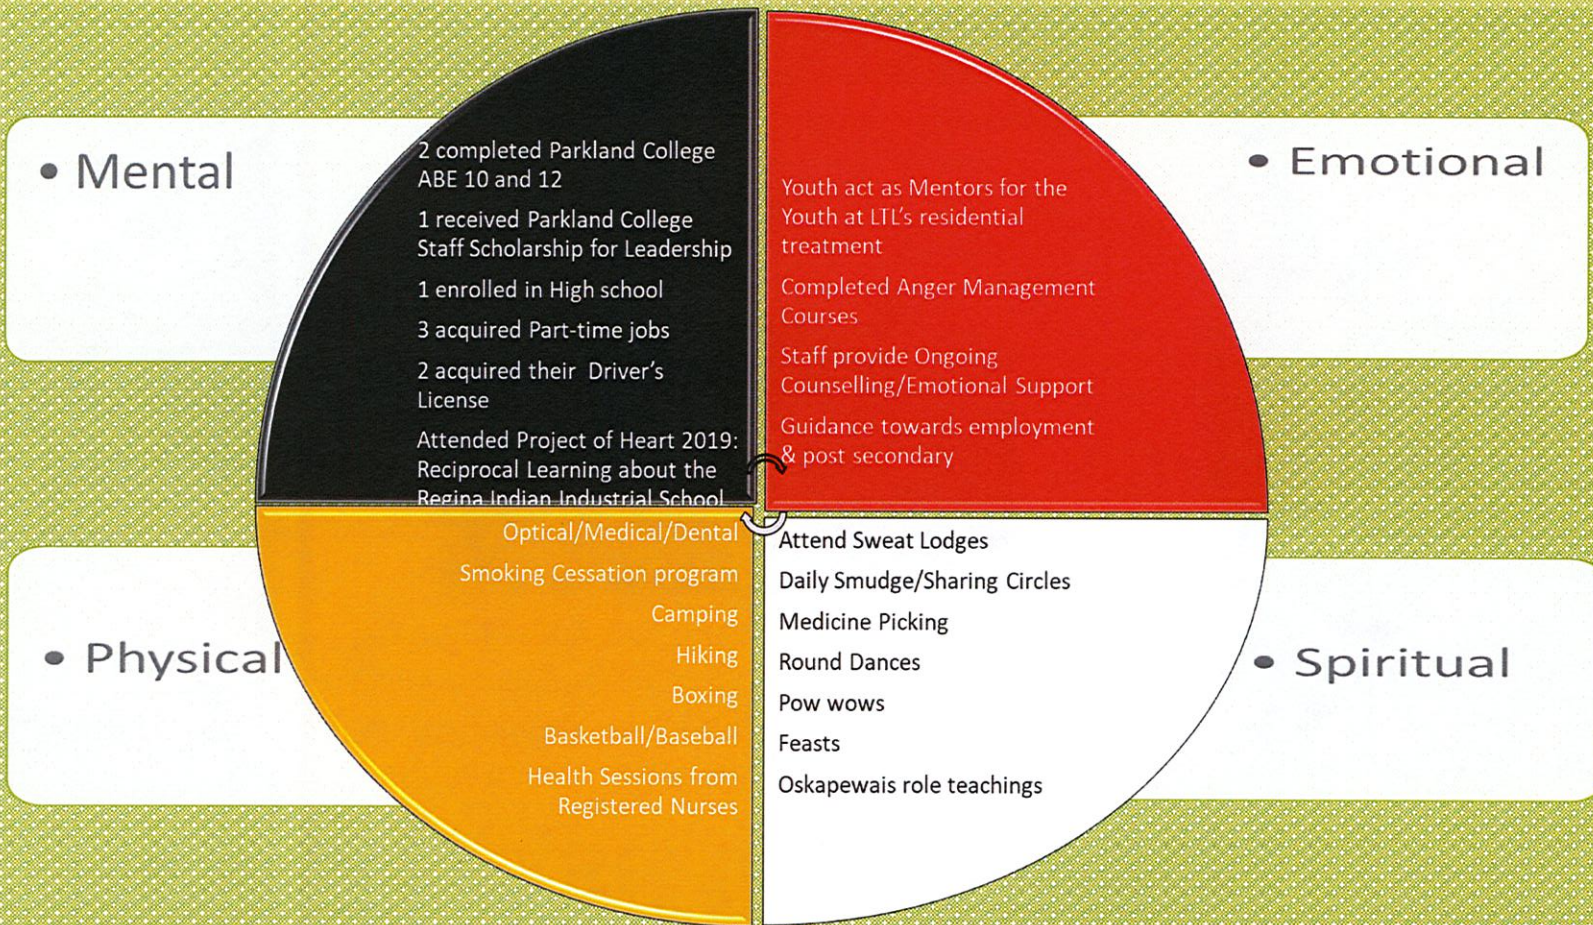 • Mental
2 completed Parkland College
ABE 10 and 12
1 received Parkland College
Staff Scholarship for Leadership
1 enrolled in High school
3 acquired Part-time jobs
2 acquired their Driver's
License
Attended Project of Heart 2019:
Reciprocal Learning about the
Regina Indian Industrial School
• Emotional
Youth act as Mentors for the
Youth at LTL's residential
treatment
Completed Anger Management
Courses
Staff provide Ongoing
Counselling/Emotional Support
Guidance towards employment
& post secondary
• Physical
Optical/Medical/Dental
Smoking Cessation program
Camping
Hiking
Boxing
Basketball/Baseball
Health Sessions from
Registered Nurses
• Spiritual
Attend Sweat Lodges
Daily Smudge/Sharing Circles
Medicine Picking
Round Dances
Pow wows
Feasts
Oskapewais role teachings